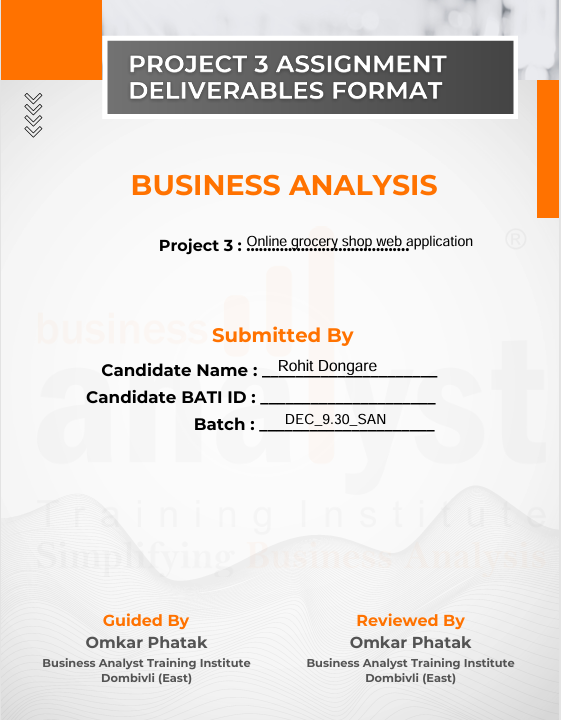 PROJECT 3 ASSIGNMENT
DELIVERABLES FORMAT
BUSINESS ANALYSIS
Project 3 : Online grocery shop web application
®
business
Submitted By
analyst
Candidate Name : Rohit Dongare
Candidate BATI ID :
Batch : DEC_9.30_SAN
Training Institute
Simplifying Business Analysis
Guided By
Omkar Phatak
Business Analyst Training Institute
Dombivli (East)
Reviewed By
Omkar Phatak
Business Analyst Training Institute
Dombivli (East)